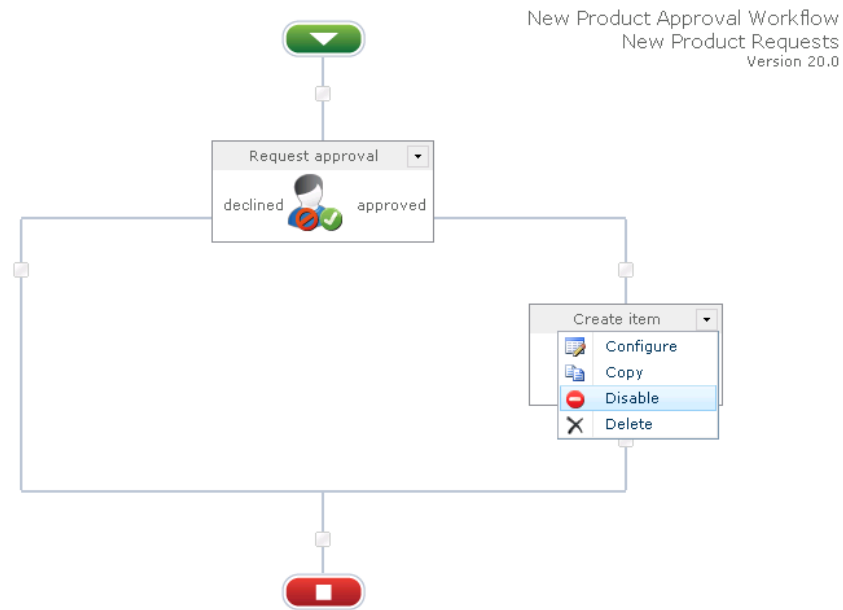 New Product Approval Workflow
New Product Requests
Version 20.0
Request approval
declined approved
Create item
Configure
Copy
Disable
Delete